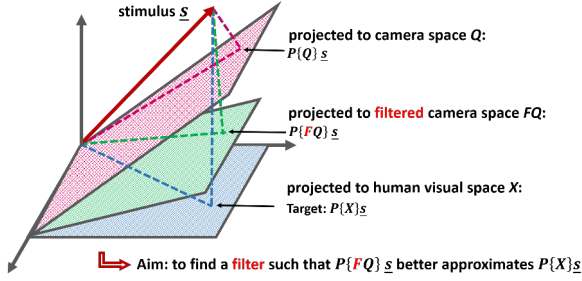 stimulus s
projected to camera space Q:
P{Q} s
projected to filtered camera space FQ:
P{FQ} s
projected to human visual space X:
Target: P{X}s
Aim: to find a filter such that P{FQ} s better approximates P{X}s